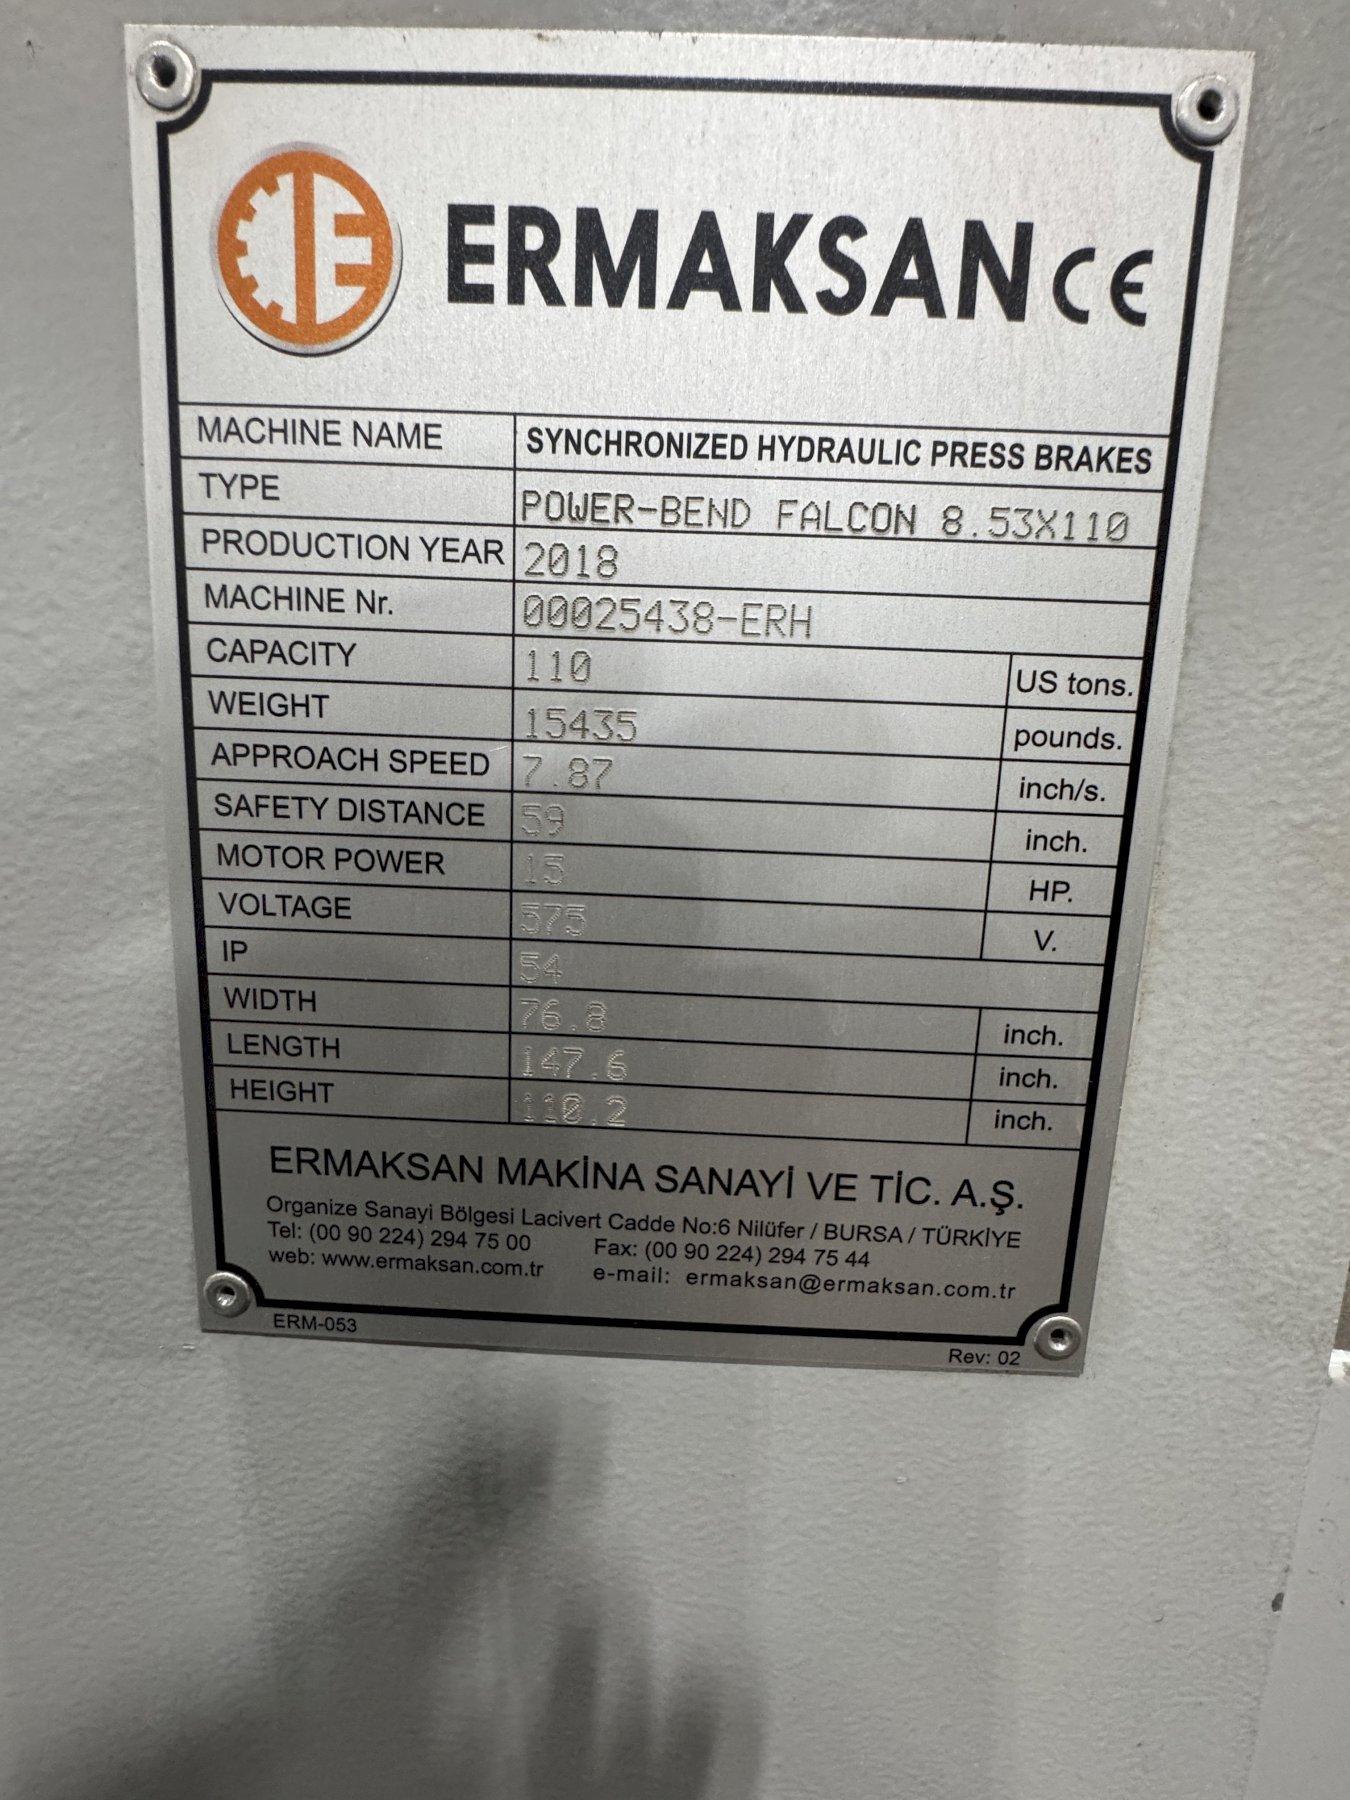 ERMAKSAN CE
MACHINE NAME SYNCHRONIZED HYDRAULIC PRESS BRAKES
TYPE POWER-BEND FALCON 8.53X110
PRODUCTION YEAR 2018
MACHINE Nr. 00025438-ERH
CAPACITY 110 US tons.
WEIGHT 15435 pounds.
APPROACH SPEED 7.87 inch/s.
SAFETY DISTANCE 59 inch.
MOTOR POWER 15 HP.
VOLTAGE 575 V.
IP 54
WIDTH 76.8 inch.
LENGTH 147.6 inch.
HEIGHT 110.2 inch.
ERMAKSAN MAKİNA SANAYİ VE TİC. A.Ş.
Organize Sanayi Bölgesi Lacivert Cadde No:6 Nilüfer / BURSA / TÜRKİYE
Tel: (00 90 224) 294 75 00 Fax: (00 90 224) 294 75 44
web: www.ermaksan.com.tr e-mail: ermaksan@ermaksan.com.tr
ERM-053 Rev: 02